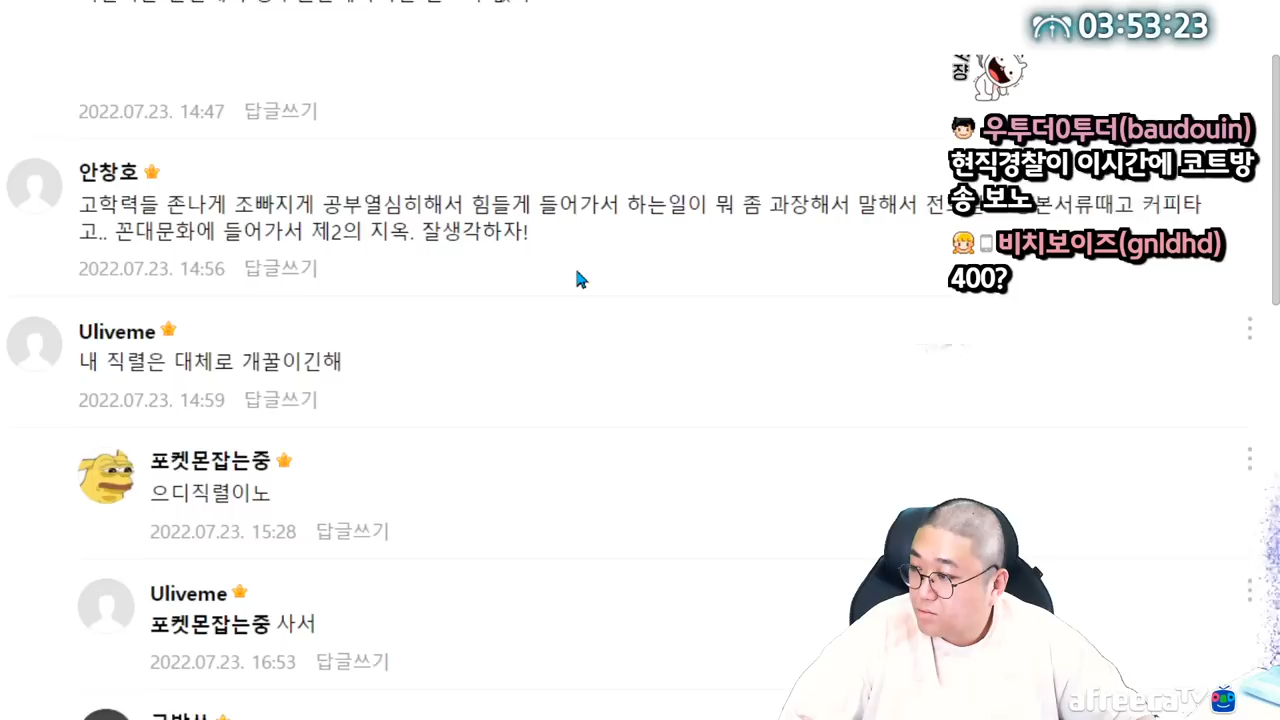 03:53:23
2022.07.23. 14:47 답글쓰기
쟝
우투더0투더(baudouin)
현직경찰이 이시간에 코트방
송 보노
비치보이즈(gnldhd)
400?
안창호
고학력들 존나게 조빠지게 공부열심히해서 힘들게 들어가서 하는일이 뭐 좀 과장해서 말해서 본서류때고 커피타
고.. 꼰대문화에 들어가서 제2의 지옥. 잘생각하자!
2022.07.23. 14:56 답글쓰기
Uliveme
내 직렬은 대체로 개꿀이긴해
2022.07.23. 14:59 답글쓰기
포켓몬잡는중
으디직렬이노
2022.07.23. 15:28 답글쓰기
Uliveme
포켓몬잡는중 사서
2022.07.23. 16:53 답글쓰기
afreecaTV